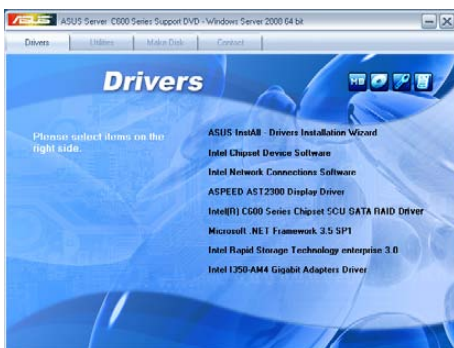 ASUS Server C600 Series Support DVD - Windows Server 2008 64 bit
Drivers
Utilities
Make Disk
Contact
Drivers
Please select items on the
right side.
ASUS InstAll - Drivers Installation Wizard
Intel Chipset Device Software
Intel Network Connections Software
ASPEED AST2300 Display Driver
Intel(R) C600 Series Chipset SCU SATA RAID Driver
Microsoft .NET Framework 3.5 SP1
Intel Rapid Storage Technology enterprise 3.0
Intel I350-AM4 Gigabit Adapters Driver